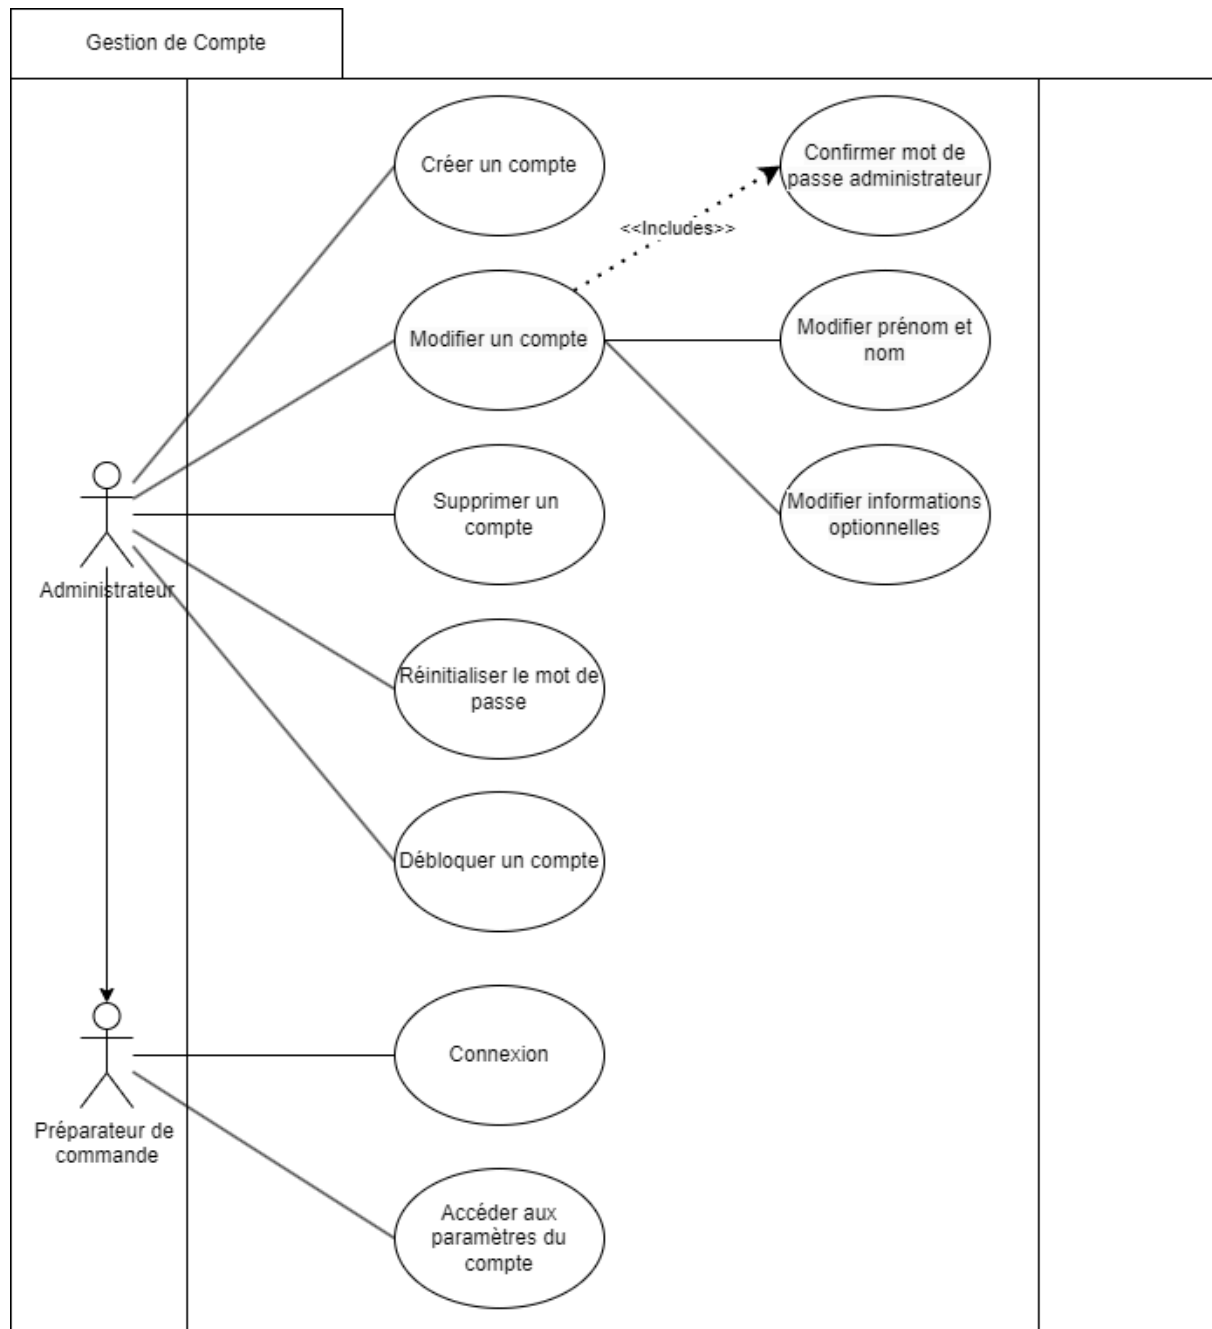 Gestion de Compte
Créer un compte
Confirmer mot de
passe administrateur
<<Includes>>
Modifier un compte
Modifier prénom et
nom
Supprimer un
compte
Modifier informations
optionnelles
Administrateur
Réinitialiser le mot de
passe
Débloquer un compte
Connexion
Préparateur de
commande
Accéder aux
paramètres du
compte